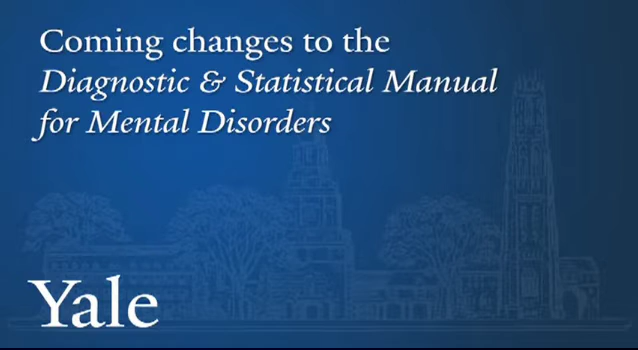 Coming changes to the
Diagnostic & Statistical Manual
for Mental Disorders
Yale